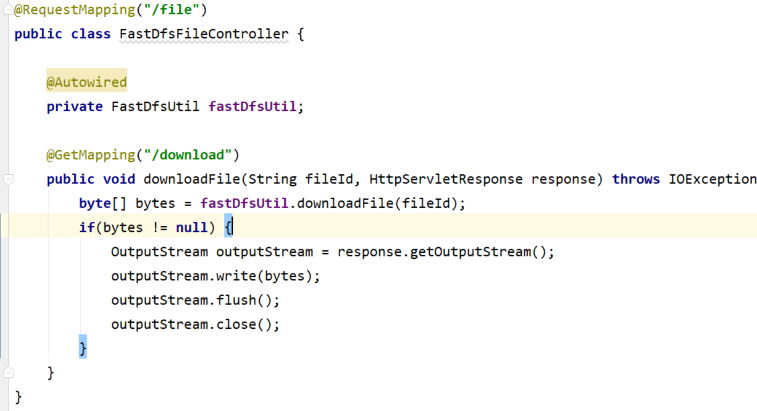 @RequestMapping("/file")
public class FastDfsFileController {
@Autowired
private FastDfsUtil fastDfsUtil;
@GetMapping("/download")
public void downloadFile(String fileId, HttpServletResponse response) throws IOException
byte[] bytes = fastDfsUtil.downloadFile(fileId);
if(bytes != null) {
OutputStream outputStream = response.getOutputStream();
outputStream.write(bytes);
outputStream.flush();
outputStream.close();
}
}
}